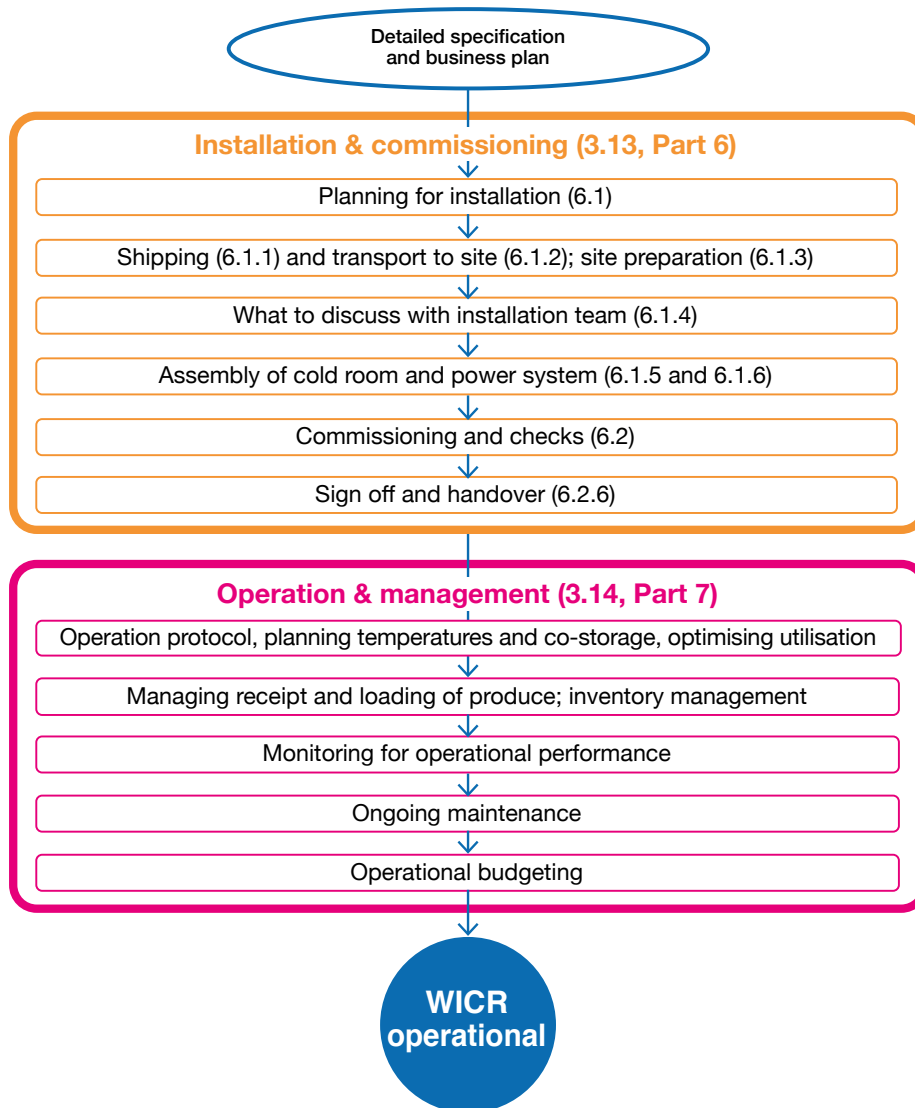 Detailed specification
and business plan
Installation & commissioning (3.13, Part 6)
Planning for installation (6.1)
Shipping (6.1.1) and transport to site (6.1.2); site preparation (6.1.3)
What to discuss with installation team (6.1.4)
Assembly of cold room and power system (6.1.5 and 6.1.6)
Commissioning and checks (6.2)
Sign off and handover (6.2.6)
Operation & management (3.14, Part 7)
Operation protocol, planning temperatures and co-storage, optimising utilisation
Managing receipt and loading of produce; inventory management
Monitoring for operational performance
Ongoing maintenance
Operational budgeting
WICR
operational